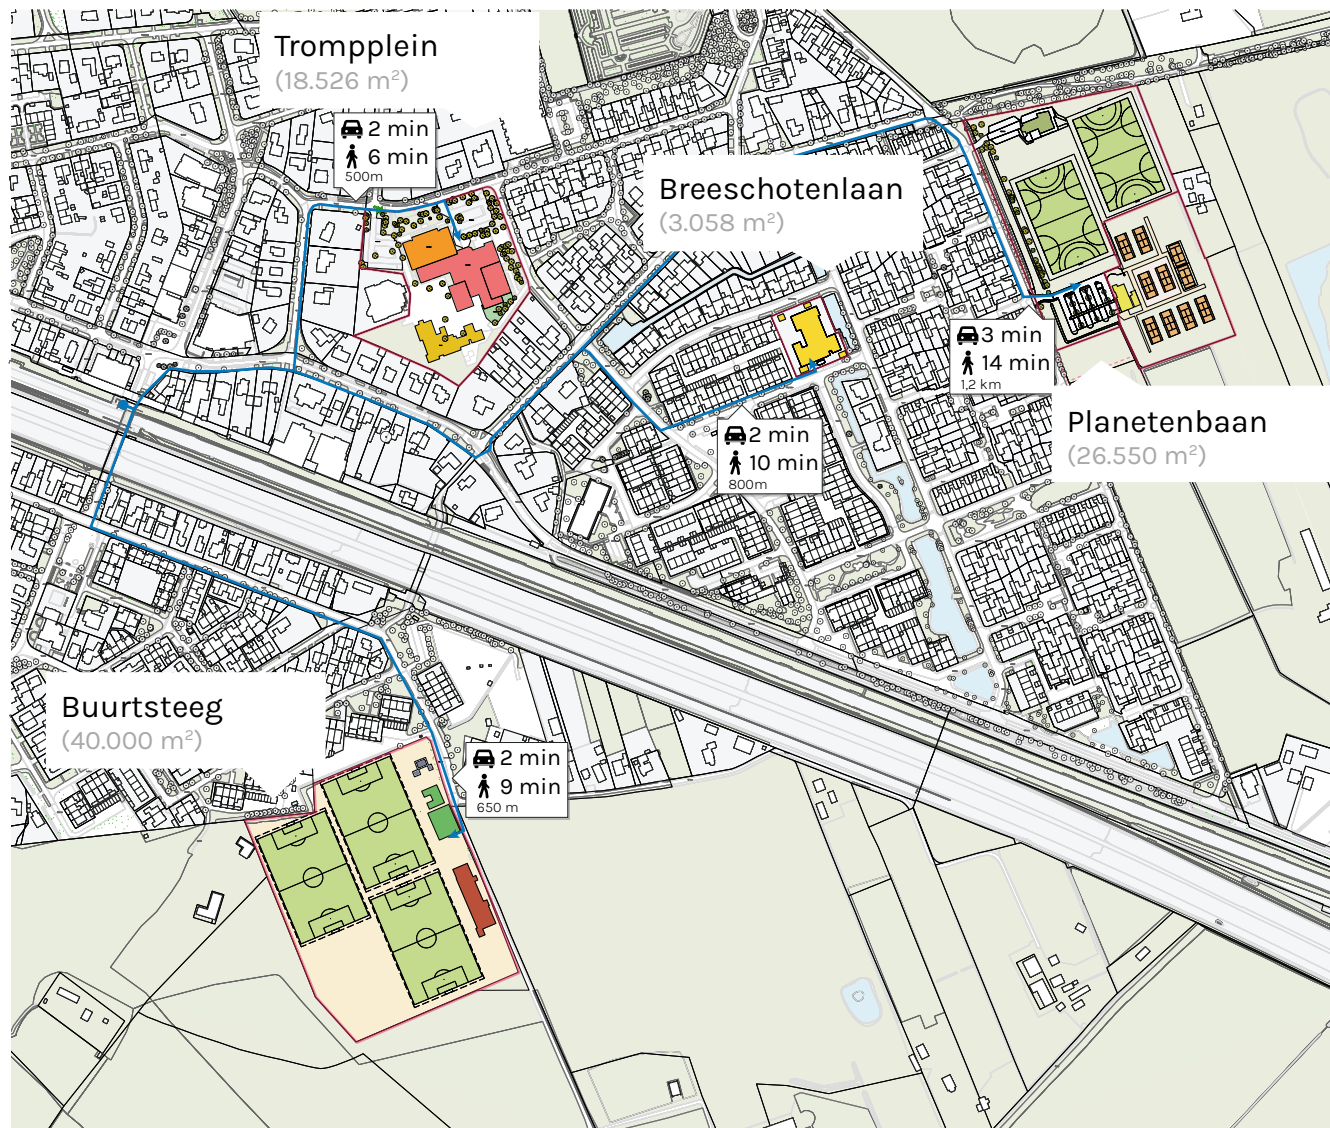 Trompplein
(18.526 m²)
2 min
6 min
500m
Breeschotenlaan
(3.058 m²)
3 min
14 min
1,2 km
Planetenbaan
(26.550 m²)
2 min
10 min
800m
Buurtsteeg
(40.000 m²)
2 min
9 min
650 m